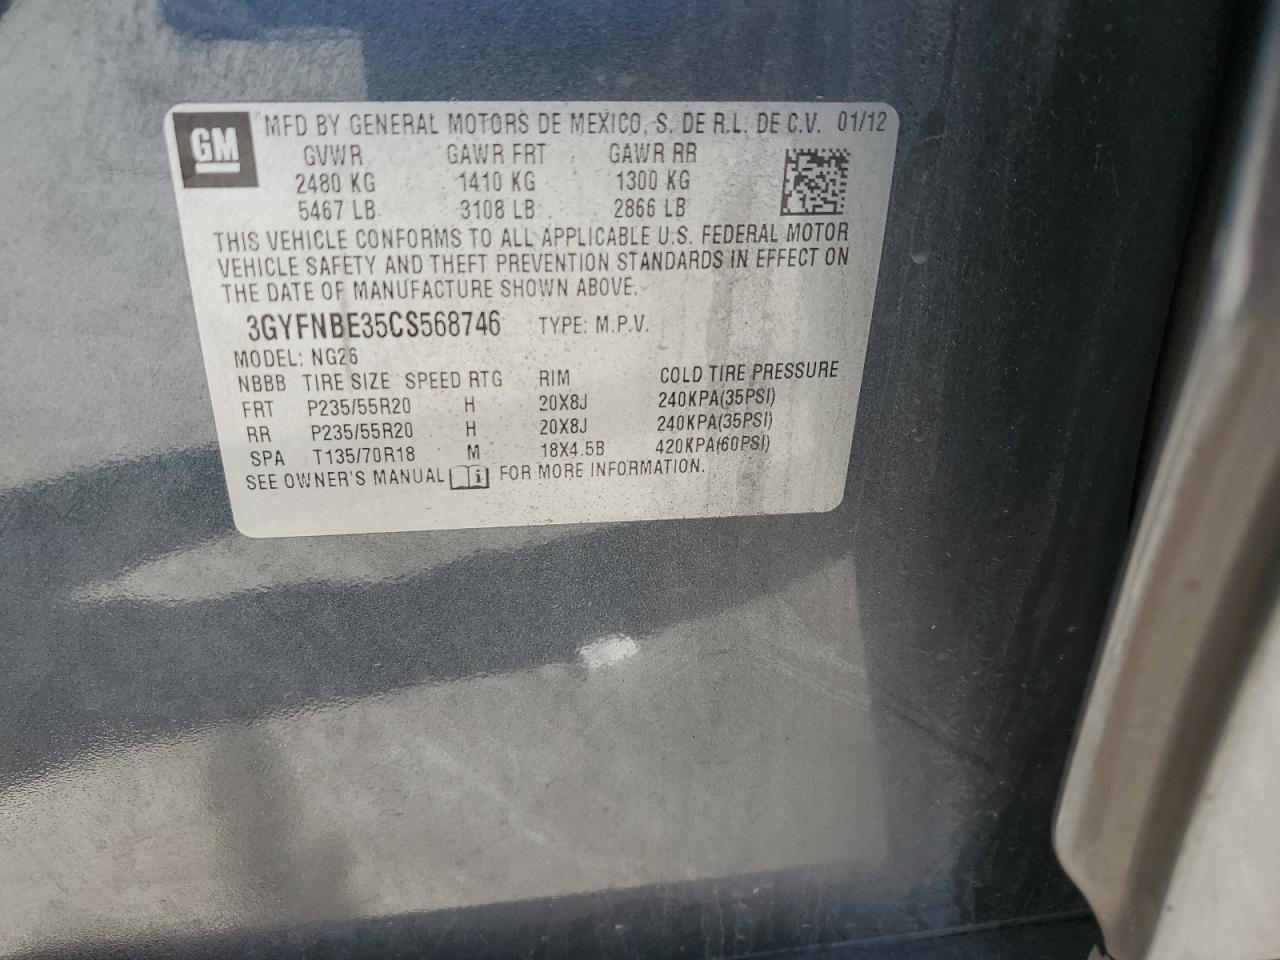 GM MFD BY GENERAL MOTORS DE MEXICO, S. DE R.L. DE C.V. 01/12
GVWR GAWR FRT GAWR RR
2480 KG 1410 KG 1300 KG
5467 LB 3108 LB 2866 LB
THIS VEHICLE CONFORMS TO ALL APPLICABLE U.S. FEDERAL MOTOR
VEHICLE SAFETY AND THEFT PREVENTION STANDARDS IN EFFECT ON
THE DATE OF MANUFACTURE SHOWN ABOVE.
3GYFNBE35CS568746 TYPE: M.P.V.
MODEL: NG26
NBBB TIRE SIZE SPEED RTG RIM COLD TIRE PRESSURE
FRT P235/55R20 H 20X8J 240KPA(35PSI)
RR P235/55R20 H 20X8J 240KPA(35PSI)
SPA T135/70R18 M 18X4.5B 420KPA(60PSI)
SEE OWNER'S MANUAL i FOR MORE INFORMATION.